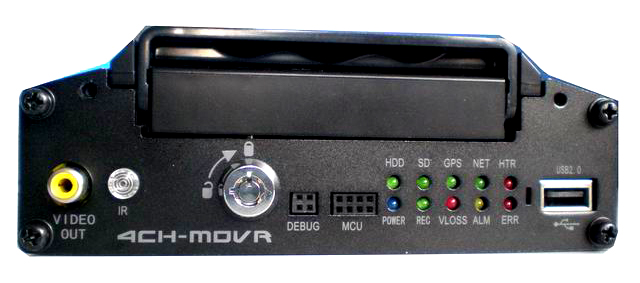 HDD SD GPS NET HTR
USB2.0
POWER REC VLOSS ALM ERR
IR
VIDEO
OUT
DEBUG MCU
4CH-MDVR